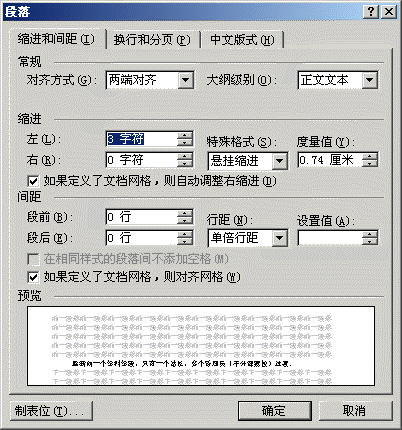 段落
缩进和间距(I) 换行和分页(P) 中文版式(H)
常规
对齐方式(G): 两端对齐 大纲级别(O): 正文文本
缩进
左(L): 3 字符 特殊格式(S): 度量值(Y):
右(R): 0 字符 悬挂缩进 0.74 厘米
如果定义了文档网格，则自动调整右缩进(D)
间距
段前(B): 0 行 行距(N): 设置值(A):
段后(E): 0 行 单倍行距
在相同样式的段落间不添加空格(M)
如果定义了文档网格，则对齐网格(W)
预览
制表位(T)... 确定 取消